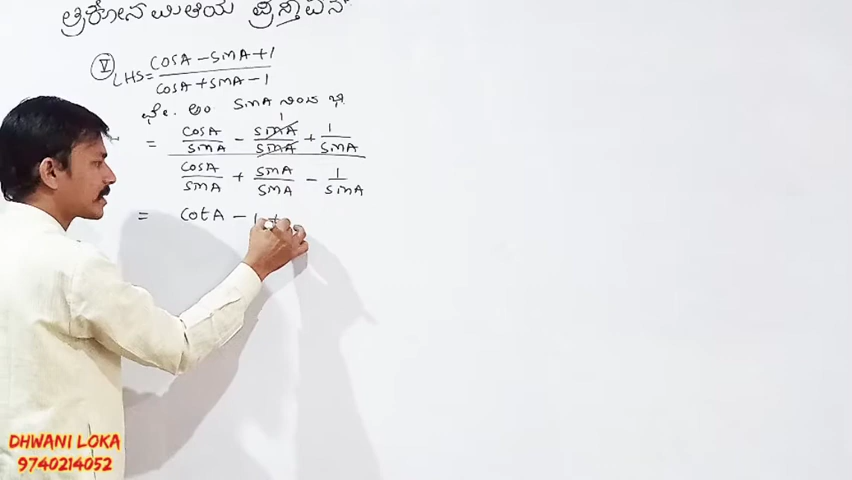 ತ್ರಿಕೋನಮಿತಿಯ ಪ್ರಸ್ತಾವನೆ
V LHS = cosA - sinA + 1 / cosA + sinA - 1
ಛೇ. ಅಂ sinA ನಿಂದ ಭಾ
= cosA/sinA - sinA/sinA 1 + 1/sinA
cosA/sinA + sinA/sinA - 1/sinA
= cotA - 1 +
DHWANI LOKA
9740214052